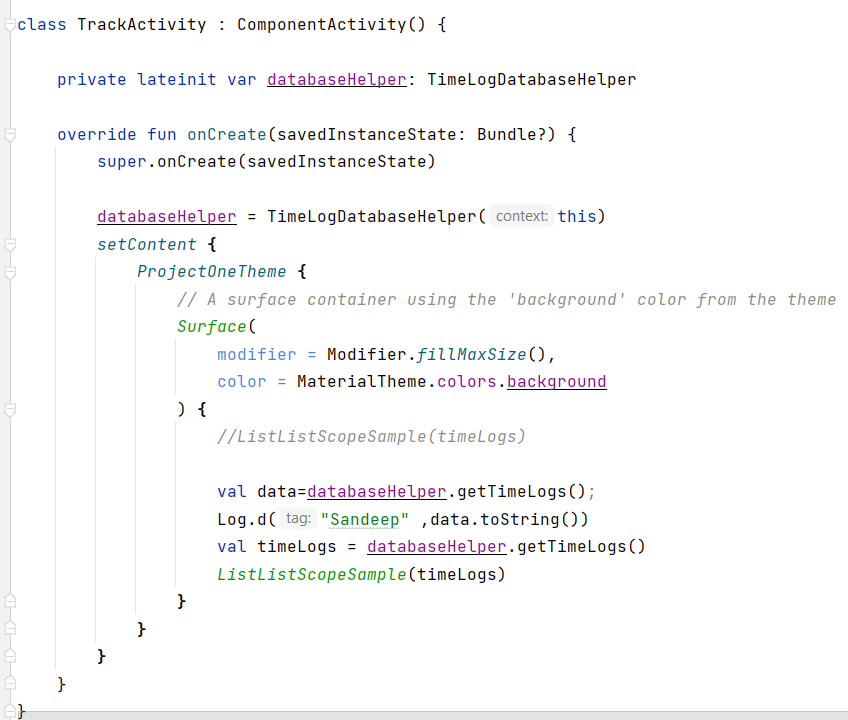 class TrackActivity : ComponentActivity() {
private lateinit var databaseHelper: TimeLogDatabaseHelper
override fun onCreate(savedInstanceState: Bundle?) {
super.onCreate(savedInstanceState)
databaseHelper = TimeLogDatabaseHelper( context: this)
setContent {
ProjectOneTheme {
// A surface container using the 'background' color from the theme
Surface(
modifier = Modifier.fillMaxSize(),
color = MaterialTheme.colors.background
) {
//ListListScopeSample(timeLogs)
val data=databaseHelper.getTimeLogs();
Log.d( tag: "Sandeep" ,data.toString())
val timeLogs = databaseHelper.getTimeLogs()
ListListScopeSample(timeLogs)
}
}
}
}
}